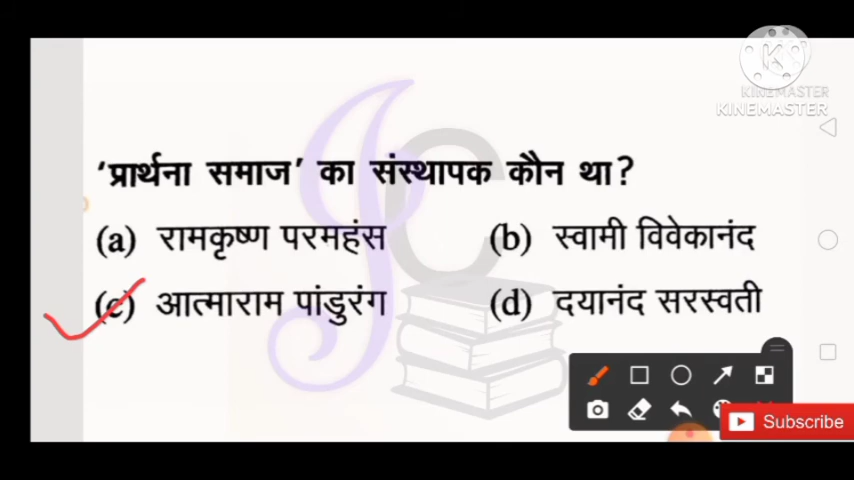 KINEMASTER
KINEMASTER
'प्रार्थना समाज' का संस्थापक कौन था?
(a) रामकृष्ण परमहंस (b) स्वामी विवेकानंद
(c) आत्माराम पांडुरंग (d) दयानंद सरस्वती
Subscribe